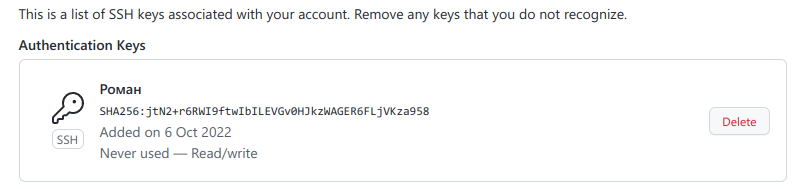 This is a list of SSH keys associated with your account. Remove any keys that you do not recognize.
Authentication Keys
Роман
SHA256:jtN2+r6RWI9ftwIbILEVGv0HJkzWAGER6FLjVKza958
Added on 6 Oct 2022
Never used — Read/write
SSH
Delete